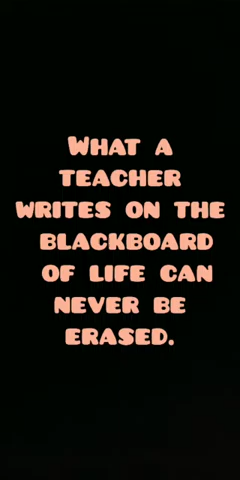 What a
teacher
writes on the
blackboard
of life can
never be
erased.